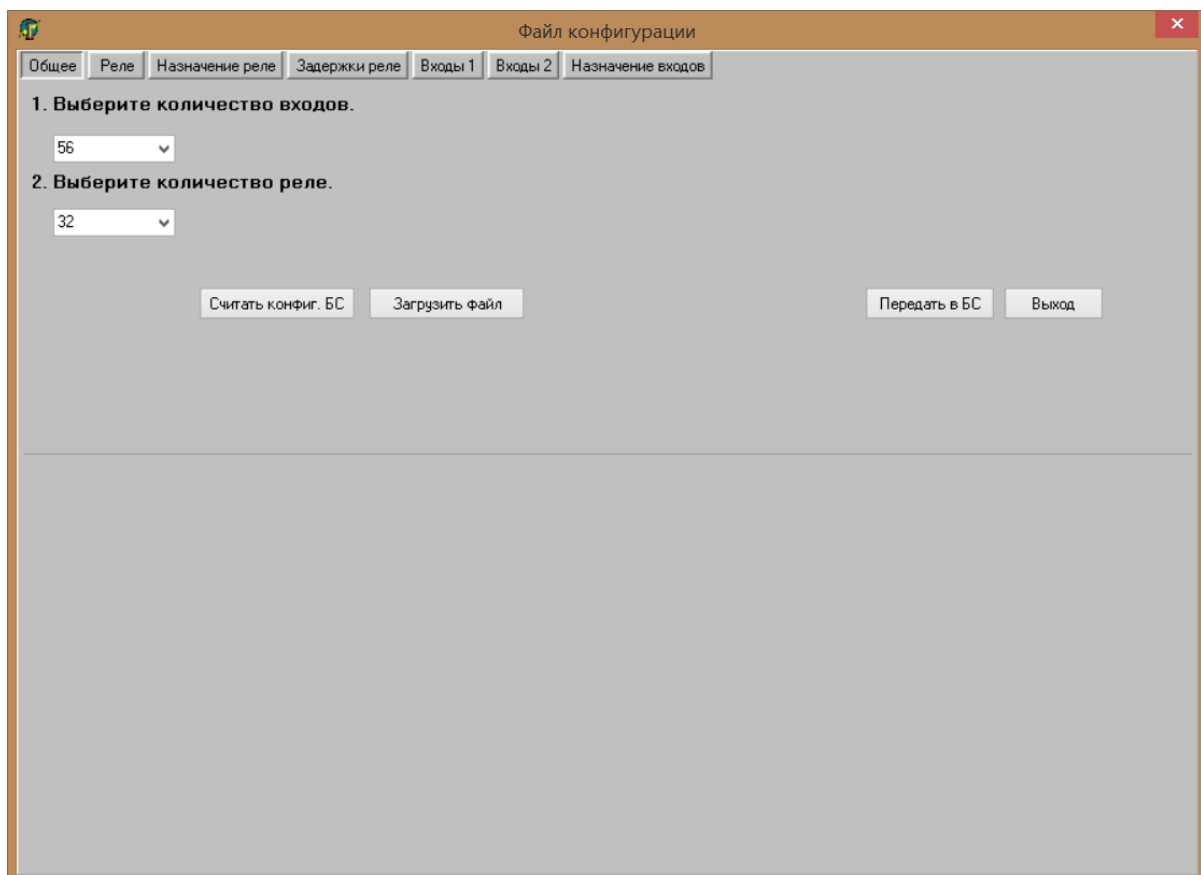 Файл конфигурации
Общее Реле Назначение реле Задержки реле Входы 1 Входы 2 Назначение входов
1. Выберите количество входов.
56
2. Выберите количество реле.
32
Считать конфиг. БС Загрузить файл Передать в БС Выход